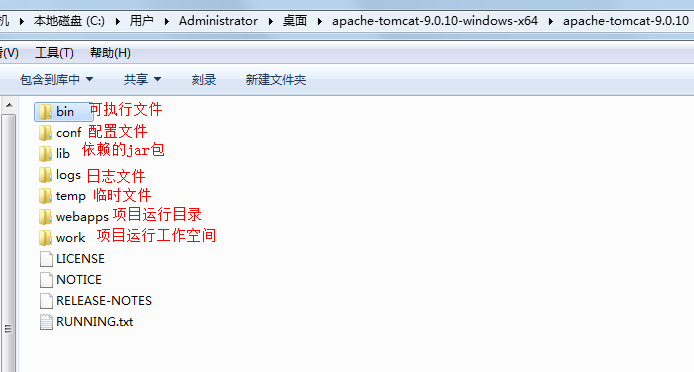 机 ▸ 本地磁盘 (C:) ▸ 用户 ▸ Administrator ▸ 桌面 ▸ apache-tomcat-9.0.10-windows-x64 ▸ apache-tomcat-9.0.10
(V) 工具(T) 帮助(H)
包含到库中 共享 刻录 新建文件夹
bin 可执行文件
conf 配置文件
lib 依赖的jar包
logs 日志文件
temp 临时文件
webapps 项目运行目录
work 项目运行工作空间
LICENSE
NOTICE
RELEASE-NOTES
RUNNING.txt